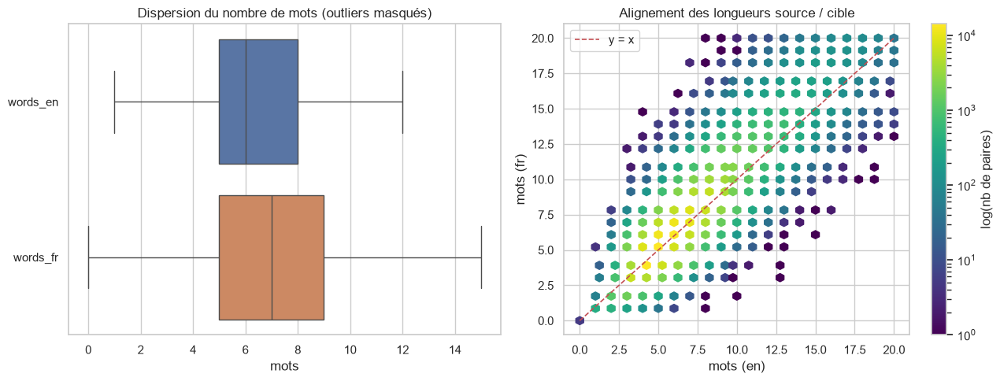 Dispersion du nombre de mots (outliers masqués)
words_en
words_fr
0 2 4 6 8 10 12 14
mots
Alignement des longueurs source / cible
y = x
20.0
17.5
15.0
12.5
10.0
7.5
5.0
2.5
0.0
mots (fr)
0.0 2.5 5.0 7.5 10.0 12.5 15.0 17.5 20.0
mots (en)
10^4
10^3
10^2
10^1
10^0
log(nb de paires)